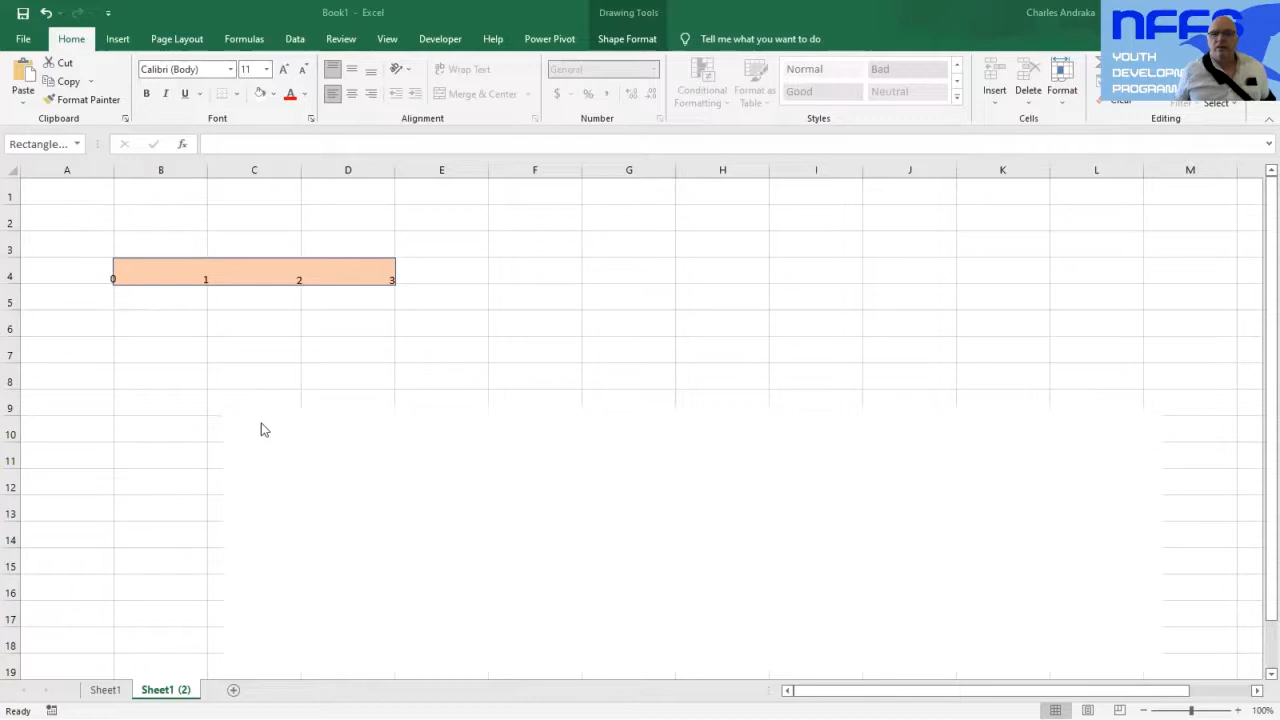 Book1 - Excel
Drawing Tools
Charles Andraka
File Home Insert Page Layout Formulas Data Review View Developer Help Power Pivot Shape Format Tell me what you want to do
NFFS
YOUTH
PROGRAM
Paste
Cut
Copy
Format Painter
Clipboard
Calibri (Body) 11
B I U
Font
Wrap Text
Merge & Center
Alignment
General
$ % ,
Number
Conditional Formatting
Format as Table
Normal Bad
Good Neutral
Styles
Insert Delete Format
Cells
Select
Editing
Rectangle...
fx
A B C D E F G H I J K L M
1
2
3
4 0 1 2 3
5
6
7
8
9
10
11
12
13
14
15
16
17
18
19
Sheet1 Sheet1 (2)
Ready
100%